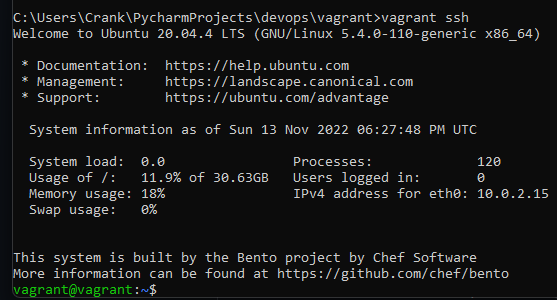 C:\Users\Crank\PycharmProjects\devops\vagrant>vagrant ssh
Welcome to Ubuntu 20.04.4 LTS (GNU/Linux 5.4.0-110-generic x86_64)

 * Documentation:  https://help.ubuntu.com
 * Management:     https://landscape.canonical.com
 * Support:        https://ubuntu.com/advantage

  System information as of Sun 13 Nov 2022 06:27:48 PM UTC

  System load:  0.0                Processes:             120
  Usage of /:   11.9% of 30.63GB   Users logged in:       0
  Memory usage: 18%                IPv4 address for eth0: 10.0.2.15
  Swap usage:   0%


This system is built by the Bento project by Chef Software
More information can be found at https://github.com/chef/bento
vagrant@vagrant:~$